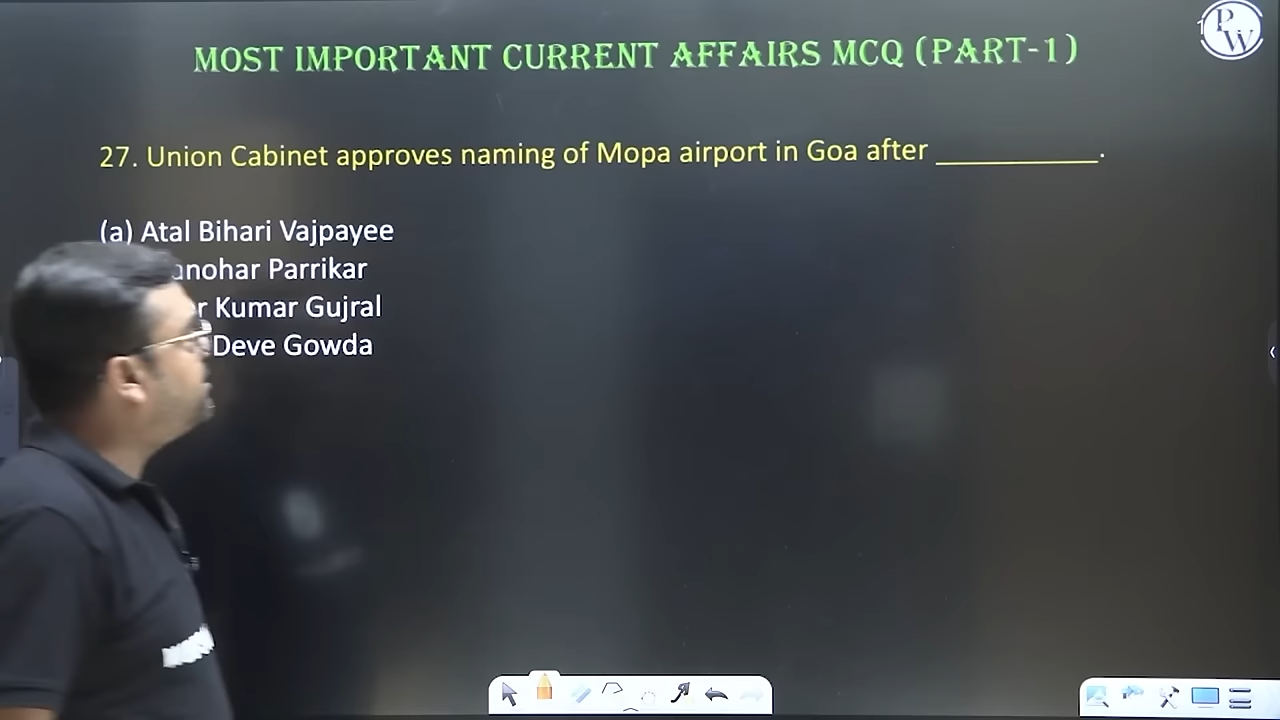 MOST IMPORTANT CURRENT AFFAIRS MCQ (PART-1)
PW
27. Union Cabinet approves naming of Mopa airport in Goa after ___________.
(a) Atal Bihari Vajpayee
anohar Parrikar
r Kumar Gujral
Deve Gowda